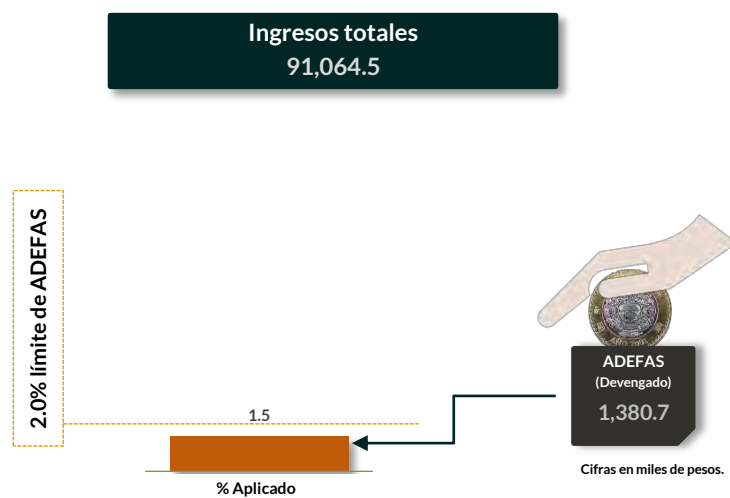 Ingresos totales
91,064.5
2.0% límite de ADEFAS
ADEFAS
(Devengado)
1,380.7
1.5
Cifras en miles de pesos.
% Aplicado